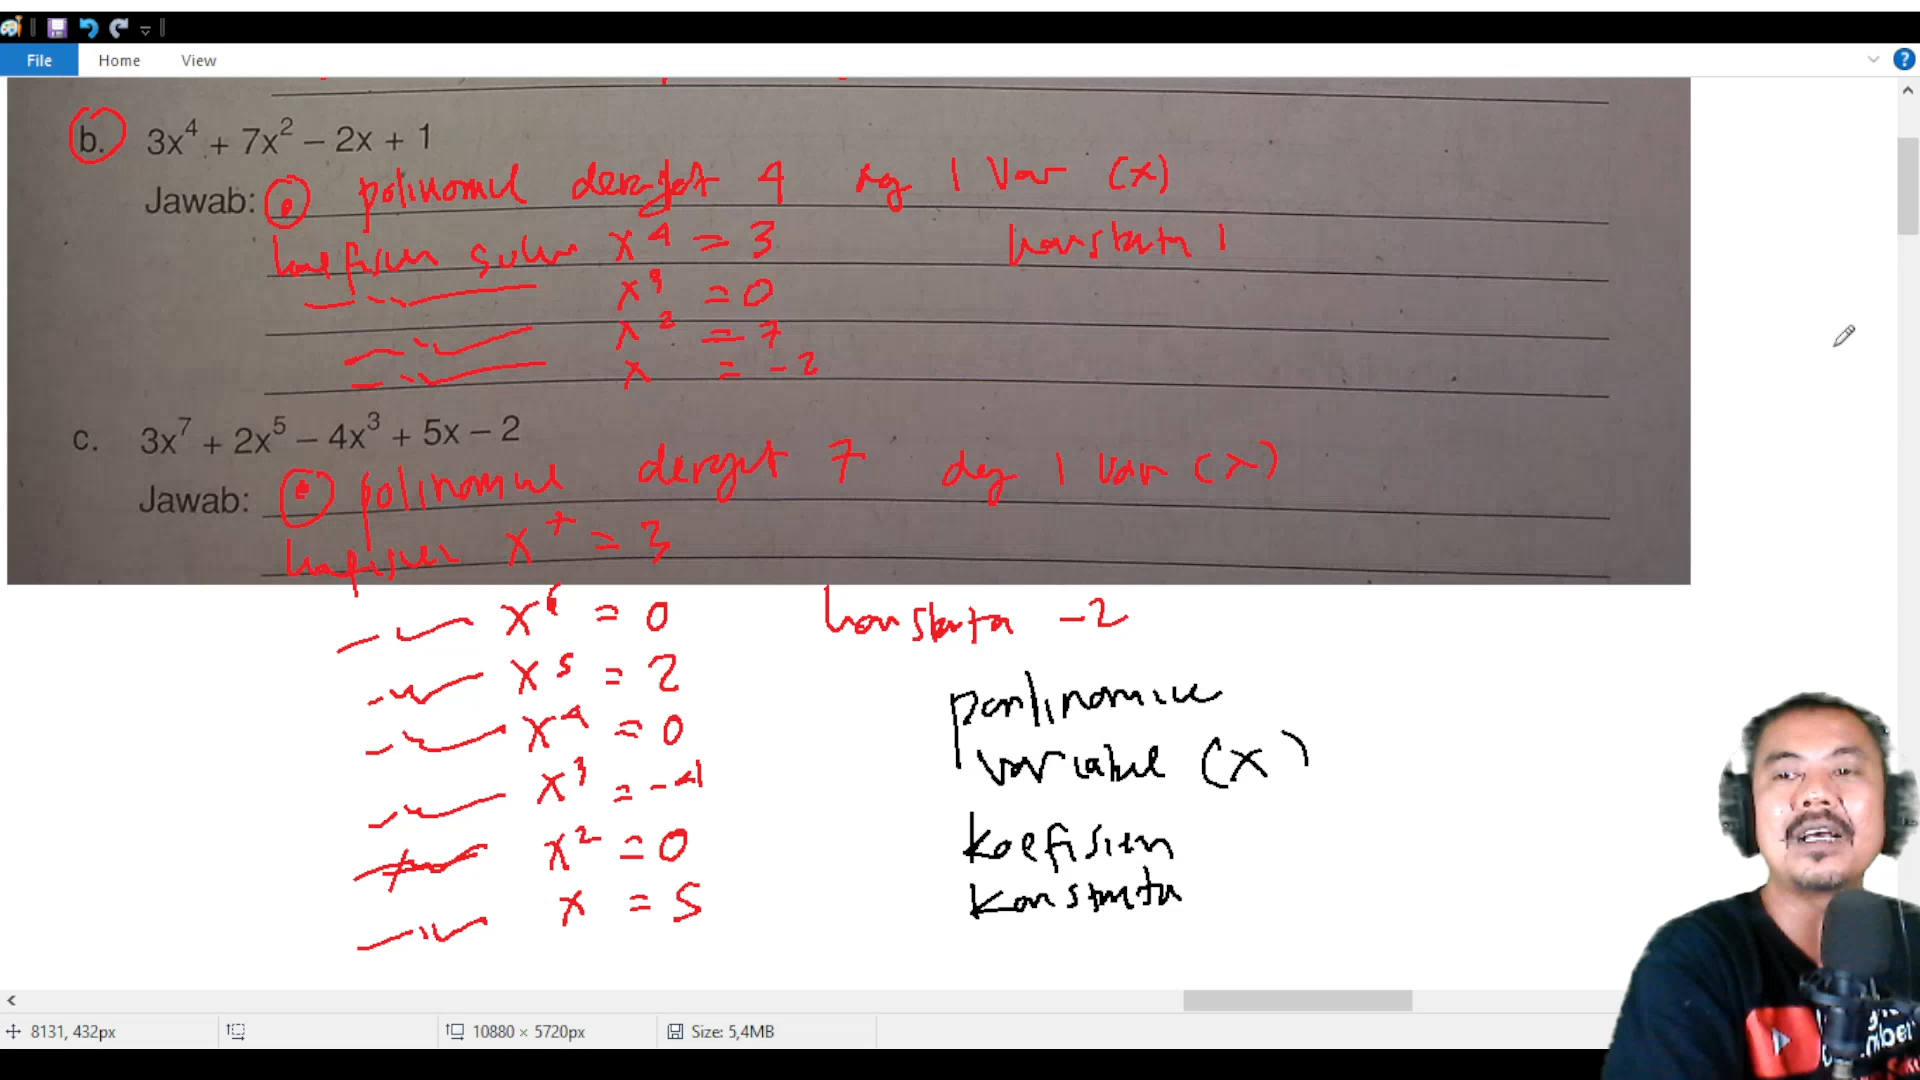 File Home View
b. 3x⁴ + 7x² – 2x + 1
Jawab: polinomial derajat 4 dg 1 var (x)
koefisien suku x⁴ = 3 konstanta 1
x³ = 0
x² = 7
x = -2
c. 3x⁷ + 2x⁵ – 4x³ + 5x – 2
Jawab: polinomial derajat 7 dg 1 var (x)
koefisien x⁷ = 3
x⁶ = 0 konstanta -2
x⁵ = 2
x⁴ = 0
x³ = -4
x² = 0
x = 5
polinomial
variabel (x)
koefisien
konstanta
8131, 432px 10880 × 5720px Size: 5,4MB